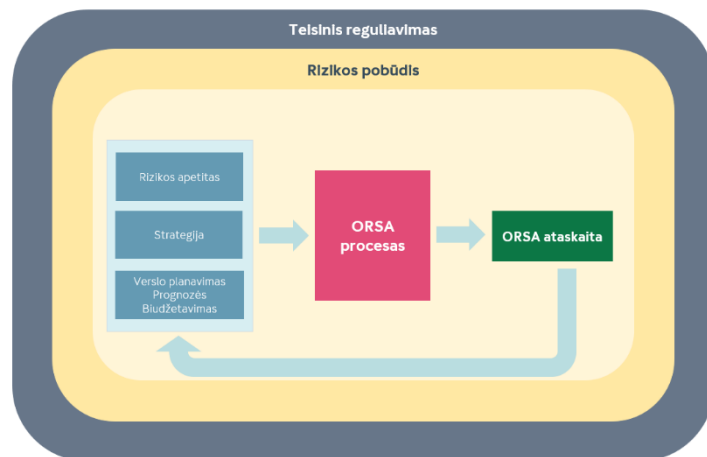 Teisinis reguliavimas
Rizikos pobūdis
Rizikos apetitas
Strategija
Verslo planavimas
Prognozės
Biudžetavimas
ORSA
procesas
ORSA ataskaita